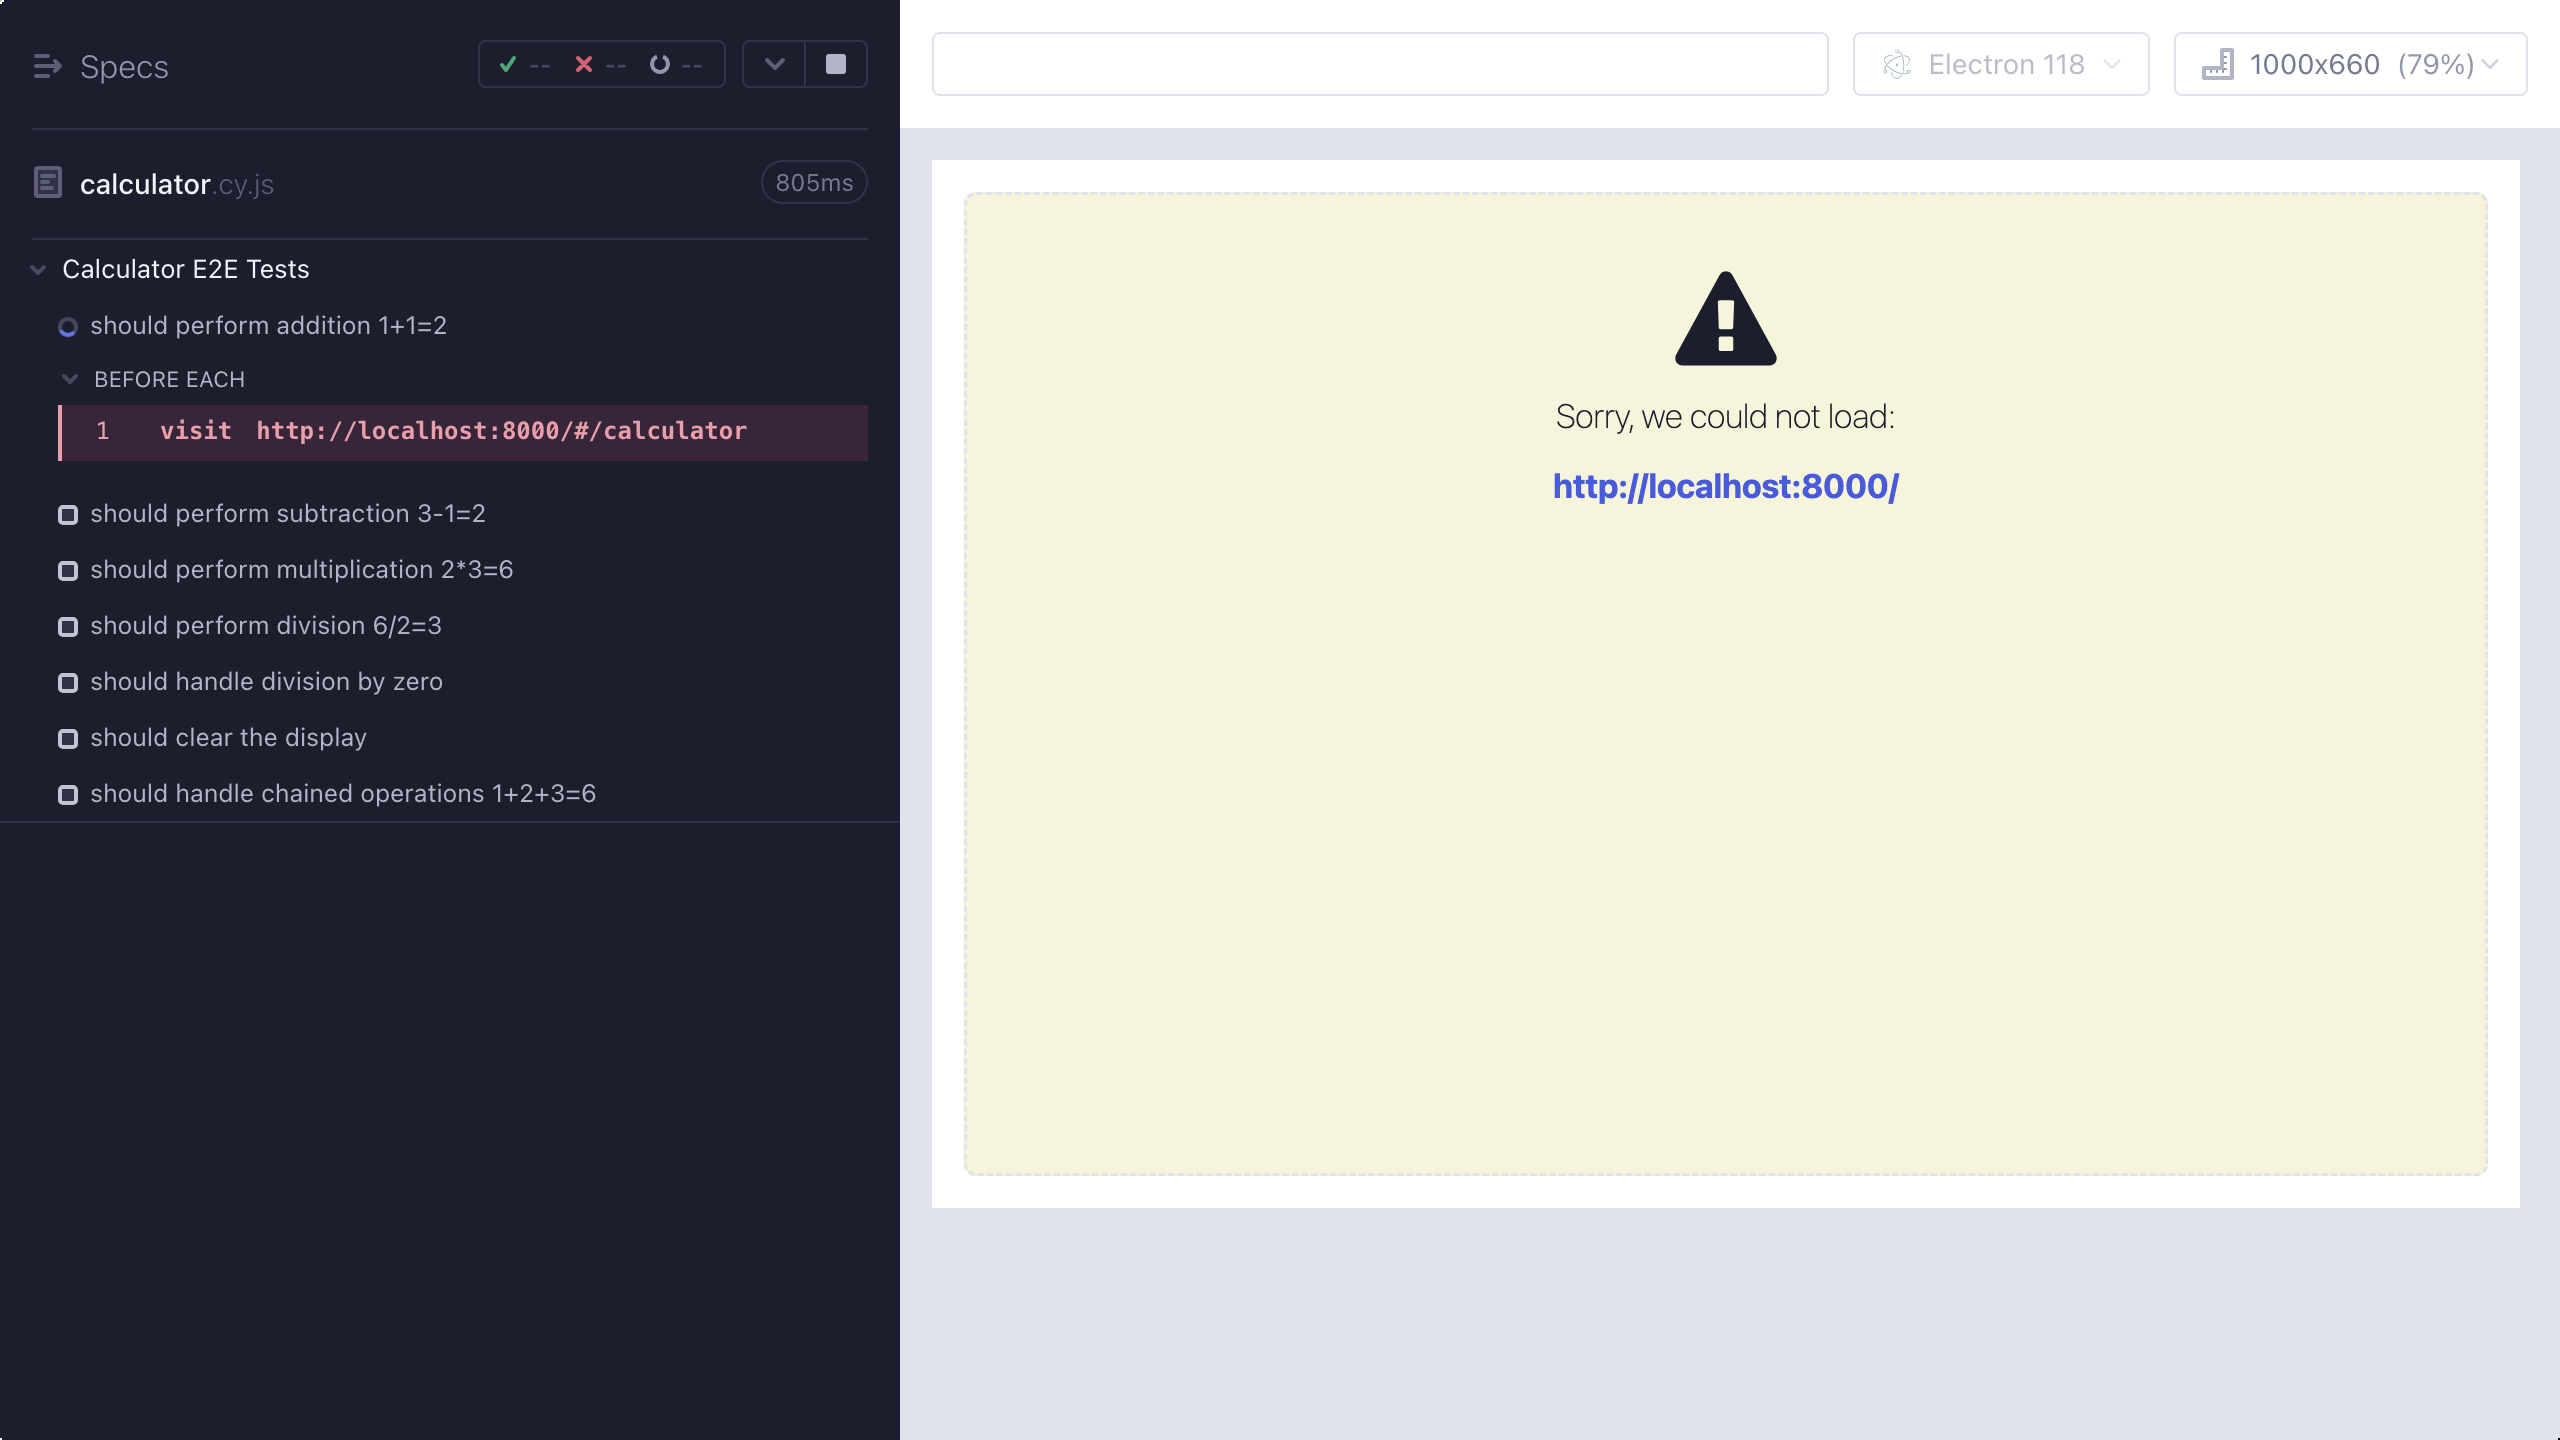 Specs
-- -- --
calculator.cy.js
805ms
Calculator E2E Tests
should perform addition 1+1=2
BEFORE EACH
1 visit http://localhost:8000/#/calculator
should perform subtraction 3-1=2
should perform multiplication 2*3=6
should perform division 6/2=3
should handle division by zero
should clear the display
should handle chained operations 1+2+3=6
Electron 118
1000x660 (79%)
Sorry, we could not load:
http://localhost:8000/